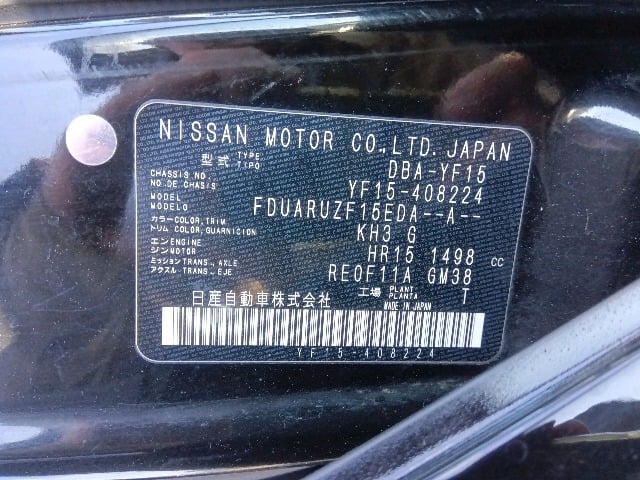 NISSAN MOTOR CO.,LTD. JAPAN
型式 TYPE TIPO DBA-YF15
CHASSIS NO. NO DE CHASIS YF15-408224
MODEL MODELO FDUARUZF15EDA--A--
カラー COLOR, TRIM トリム COLOR, GUARNICION KH3 G
エンジン ENGINE MOTOR HR15 1498 CC
ミッション TRANS., AXLE アクスル TRANS., EJE RE0F11A GM38
工場 PLANT PLANTA T
日産自動車株式会社 MADE IN JAPAN
YF15-408224